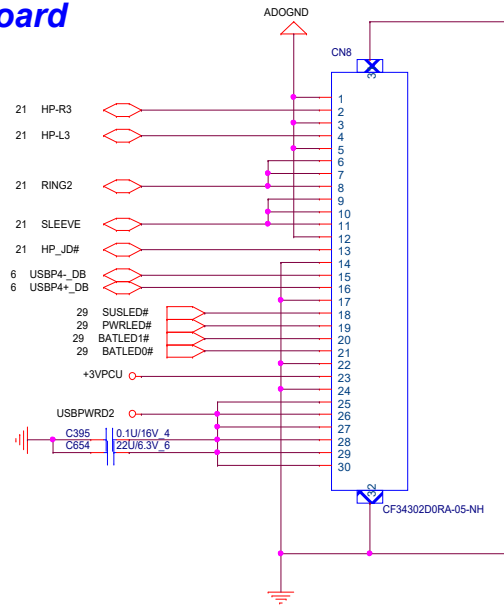 oard
ADOGND
CN8
31
1
21 HP-R3
2
3
21 HP-L3
4
5
6
7
21 RING2
8
9
10
21 SLEEVE
11
12
21 HP_JD#
13
14
6 USBP4-_DB
15
6 USBP4+_DB
16
17
29 SUSLED#
18
29 PWRLED#
19
29 BATLED1#
20
29 BATLED0#
21
22
+3VPCU
23
24
25
USBPWRD2
26
27
C395 0.1U/16V_4
28
C654 22U/6.3V_6
29
30
32
CF34302D0RA-05-NH